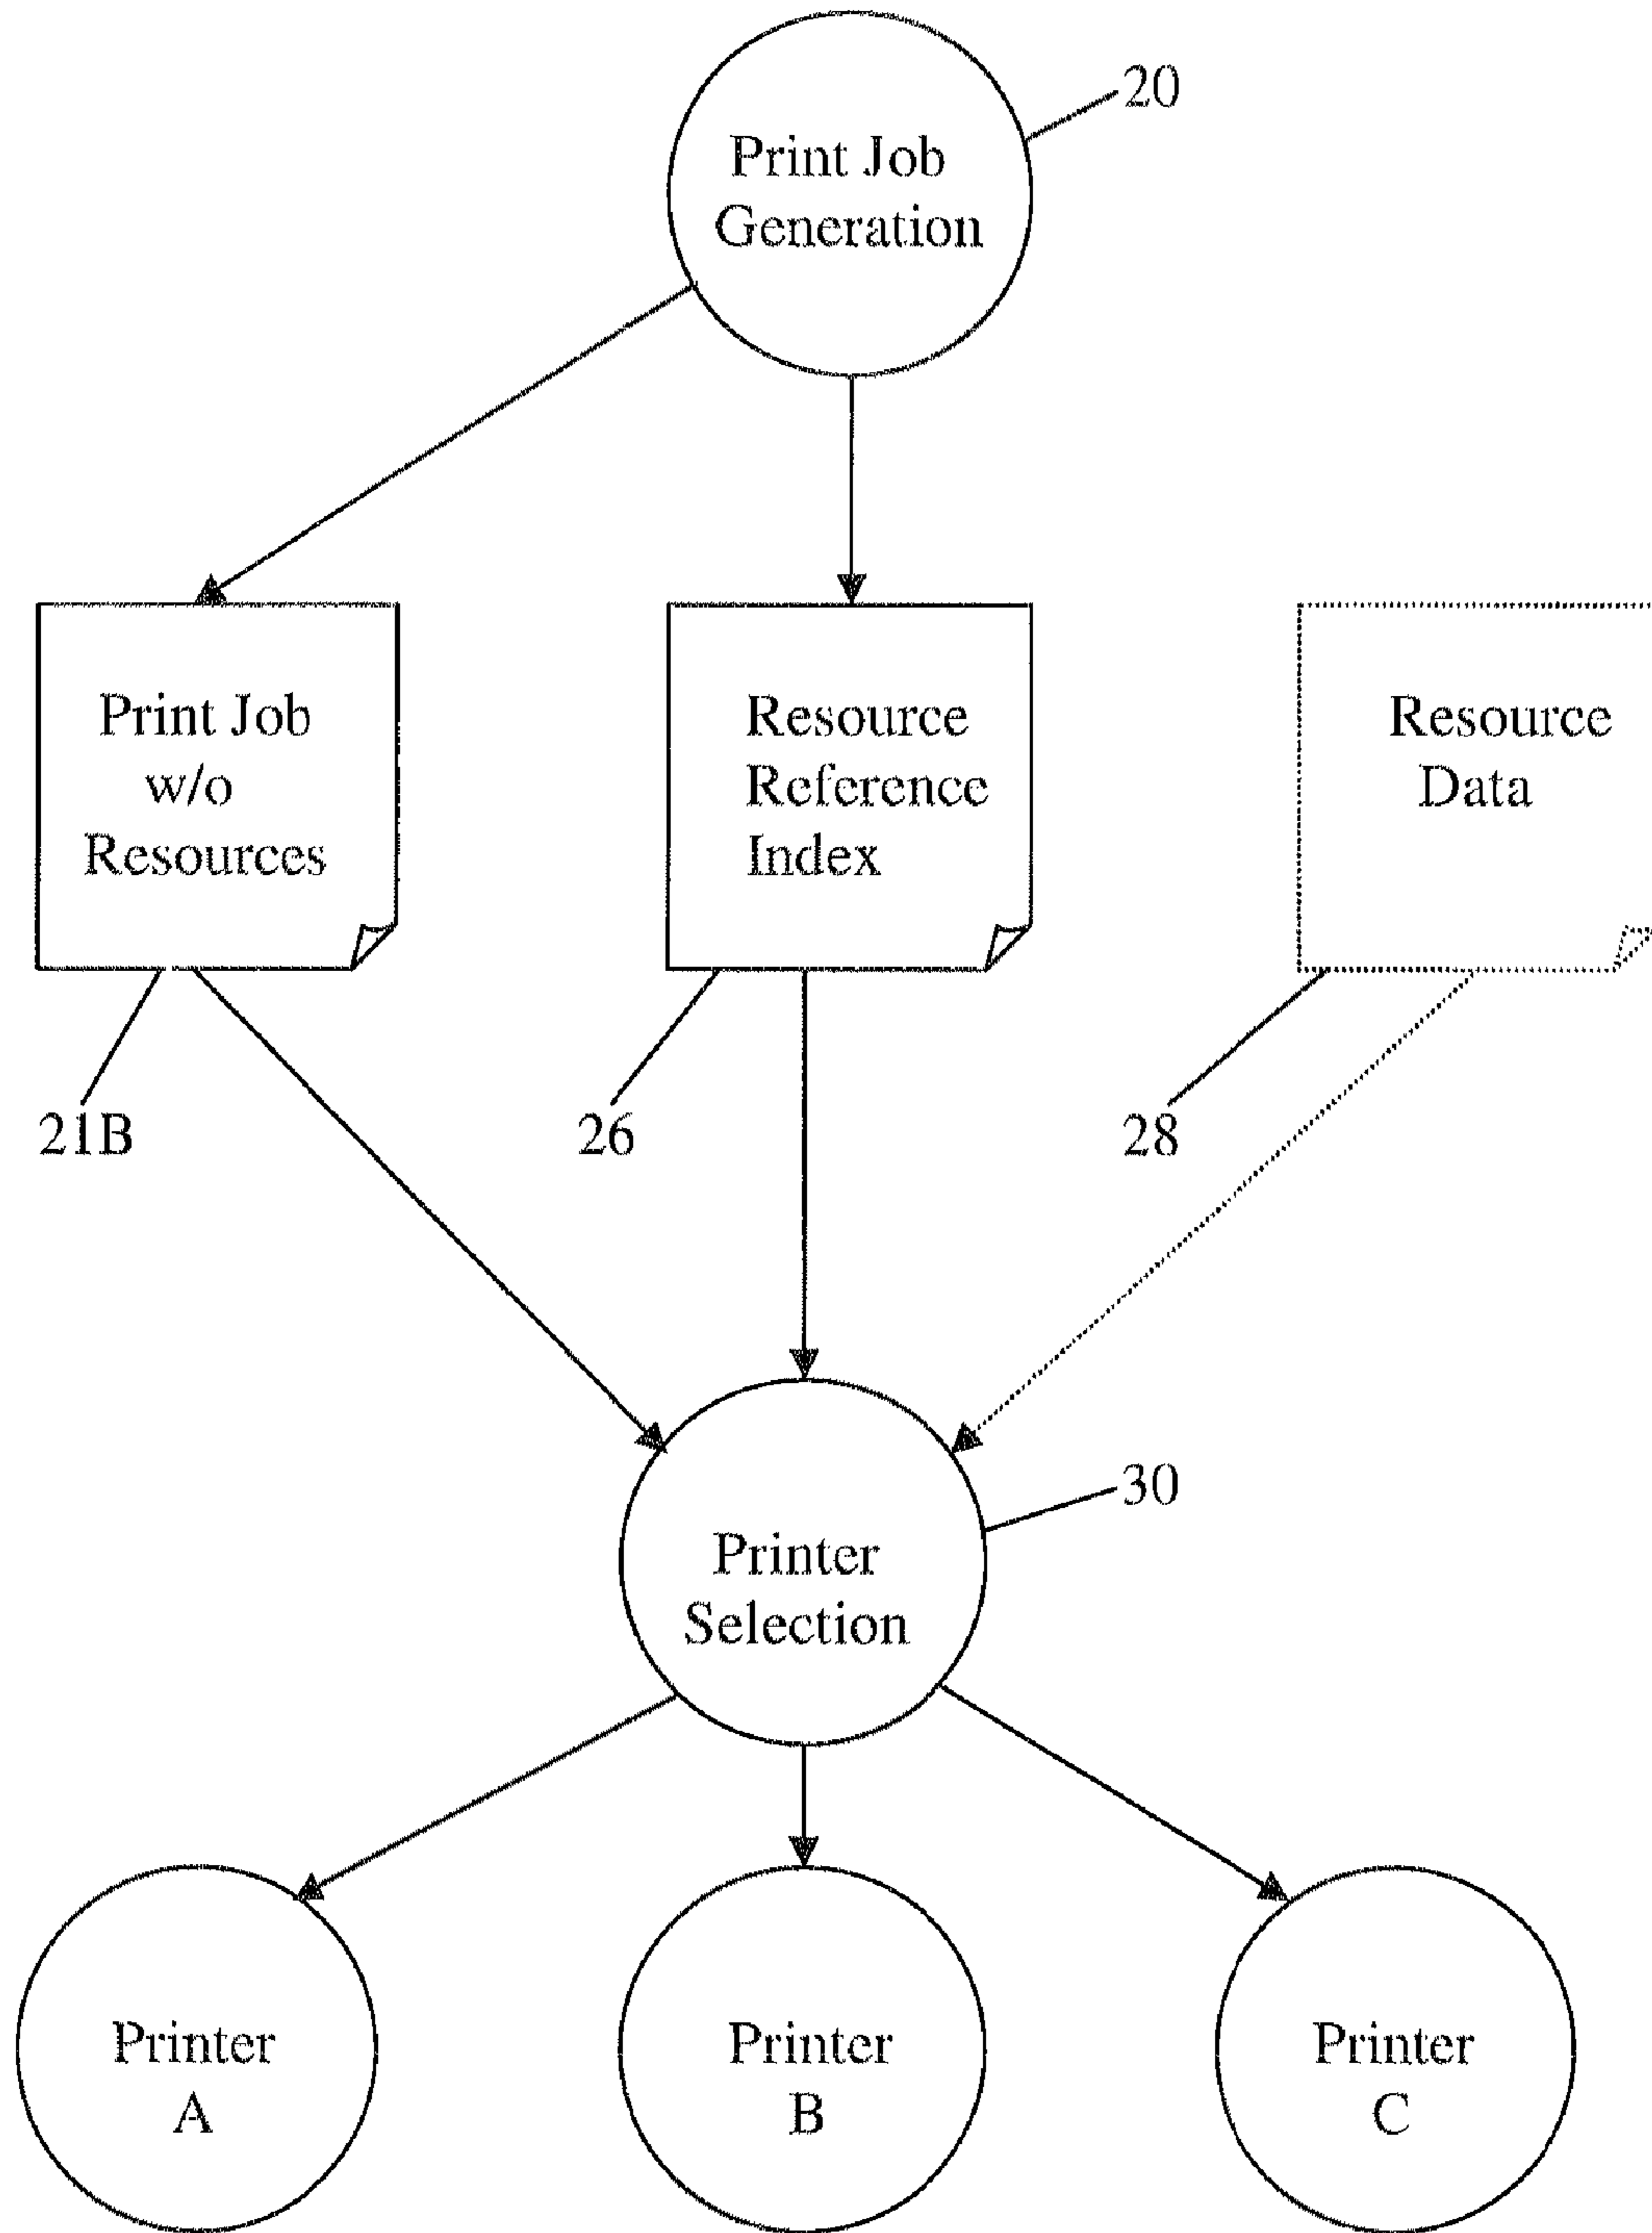 20
Print Job
Generation
Print Job
w/o
Resources
Resource
Reference
Index
Resource
Data
21B
26
28
30
Printer
Selection
Printer
A
Printer
B
Printer
C